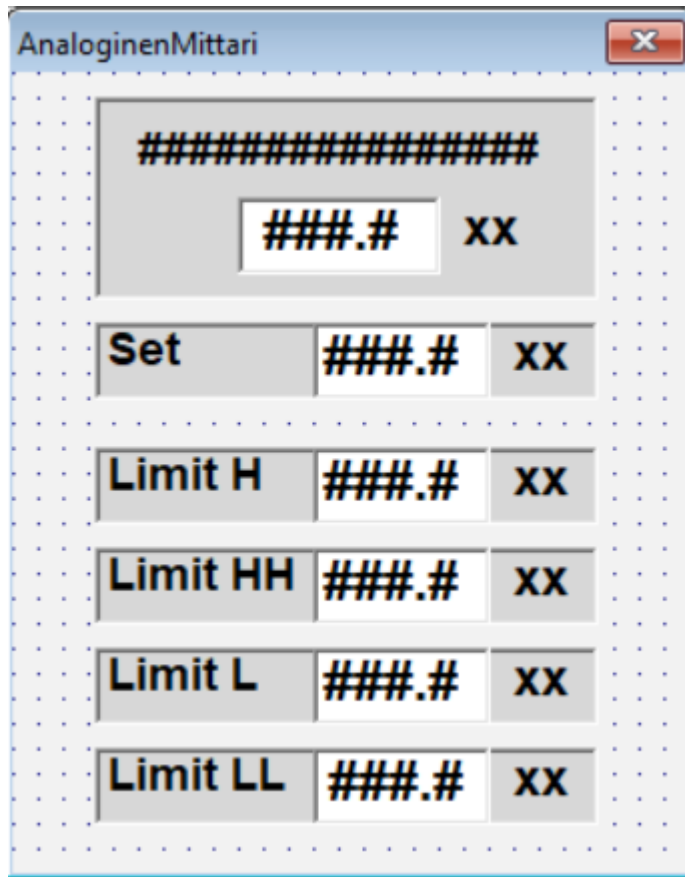 AnaloginenMittari
################
###.# xx
Set ###.# xx
Limit H ###.# xx
Limit HH ###.# xx
Limit L ###.# xx
Limit LL ###.# xx